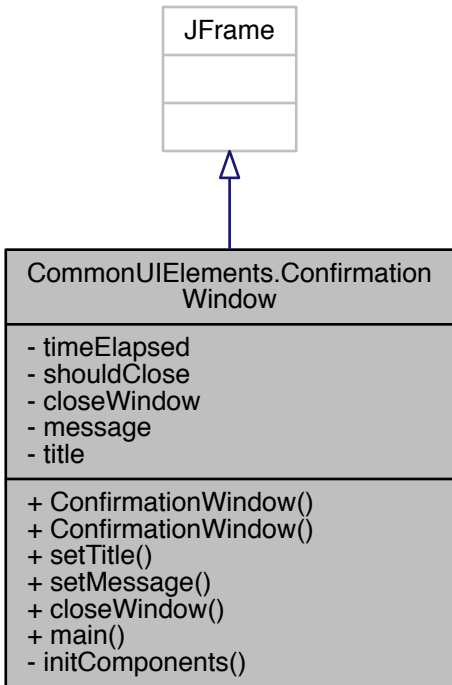 JFrame
CommonUIElements.Confirmation
Window
- timeElapsed
- shouldClose
- closeWindow
- message
- title
+ ConfirmationWindow()
+ ConfirmationWindow()
+ setTitle()
+ setMessage()
+ closeWindow()
+ main()
- initComponents()